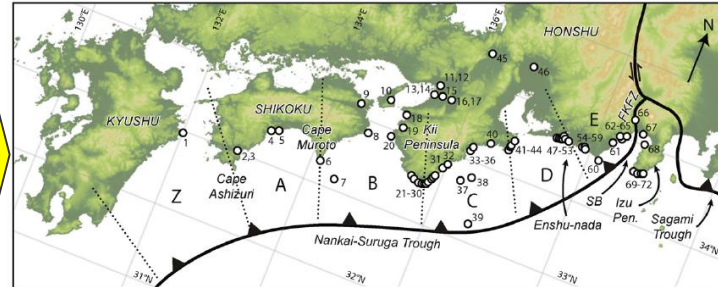 130°E
132°E
134°E
136°E
HONSHU
N
45
46
11,12
13,14
15
16,17
10
9
18
19
KYUSHU
SHIKOKU
Cape
Muroto
Kii
Peninsula
E
FKFZ
66
62-65
67
1
4
5
8
20
40
41-44
54-59
47-53
61
68
2,3
6
7
31
32
33-36
60
Cape
Ashizuri
Z
A
B
21-30
37
38
C
D
69-72
39
Enshu-nada
SB
Izu
Pen.
Sagami
Trough
Nankai-Suruga Trough
31°N
32°N
33°N
34°N